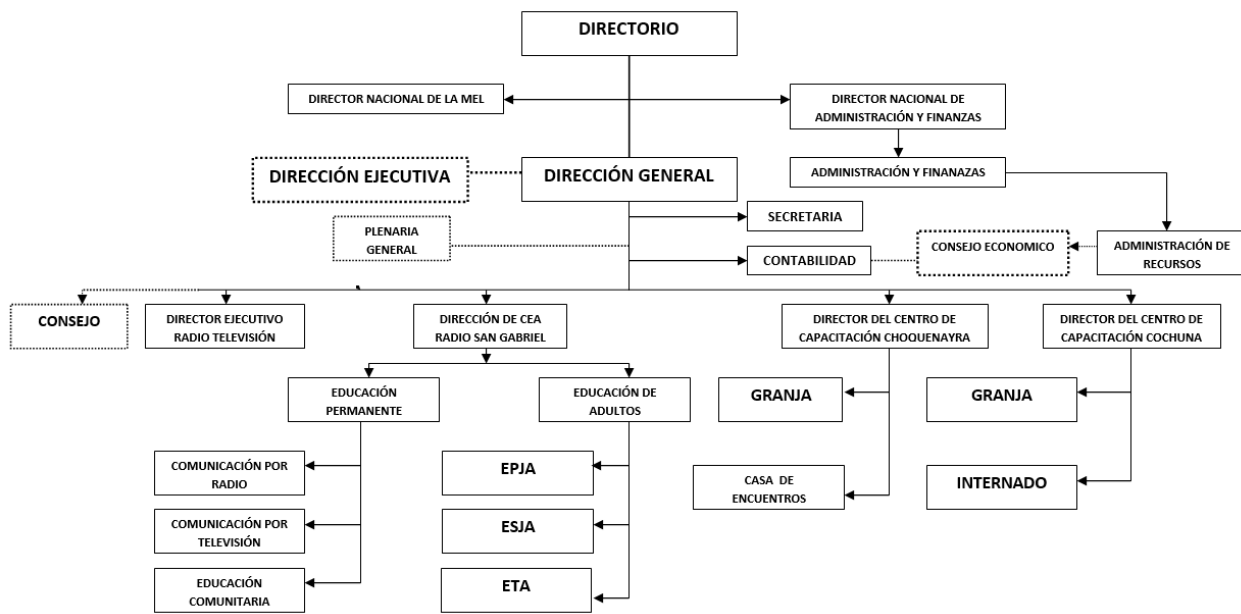 DIRECTORIO
DIRECTOR NACIONAL DE LA MEL
DIRECTOR NACIONAL DE
ADMINISTRACIÓN Y FINANZAS
DIRECCIÓN EJECUTIVA
DIRECCIÓN GENERAL
ADMINISTRACIÓN Y FINANAZAS
SECRETARIA
PLENARIA
GENERAL
CONTABILIDAD
CONSEJO ECONOMICO
ADMINISTRACIÓN DE
RECURSOS
CONSEJO
DIRECTOR EJECUTIVO
RADIO TELEVISIÓN
DIRECCIÓN DE CEA
RADIO SAN GABRIEL
DIRECTOR DEL CENTRO DE
CAPACITACIÓN CHOQUENAYRA
DIRECTOR DEL CENTRO DE
CAPACITACIÓN COCHUNA
EDUCACIÓN
PERMANENTE
EDUCACIÓN DE
ADULTOS
GRANJA
GRANJA
COMUNICACIÓN POR
RADIO
EPJA
CASA DE
ENCUENTROS
INTERNADO
COMUNICACIÓN POR
TELEVISIÓN
ESJA
EDUCACIÓN
COMUNITARIA
ETA